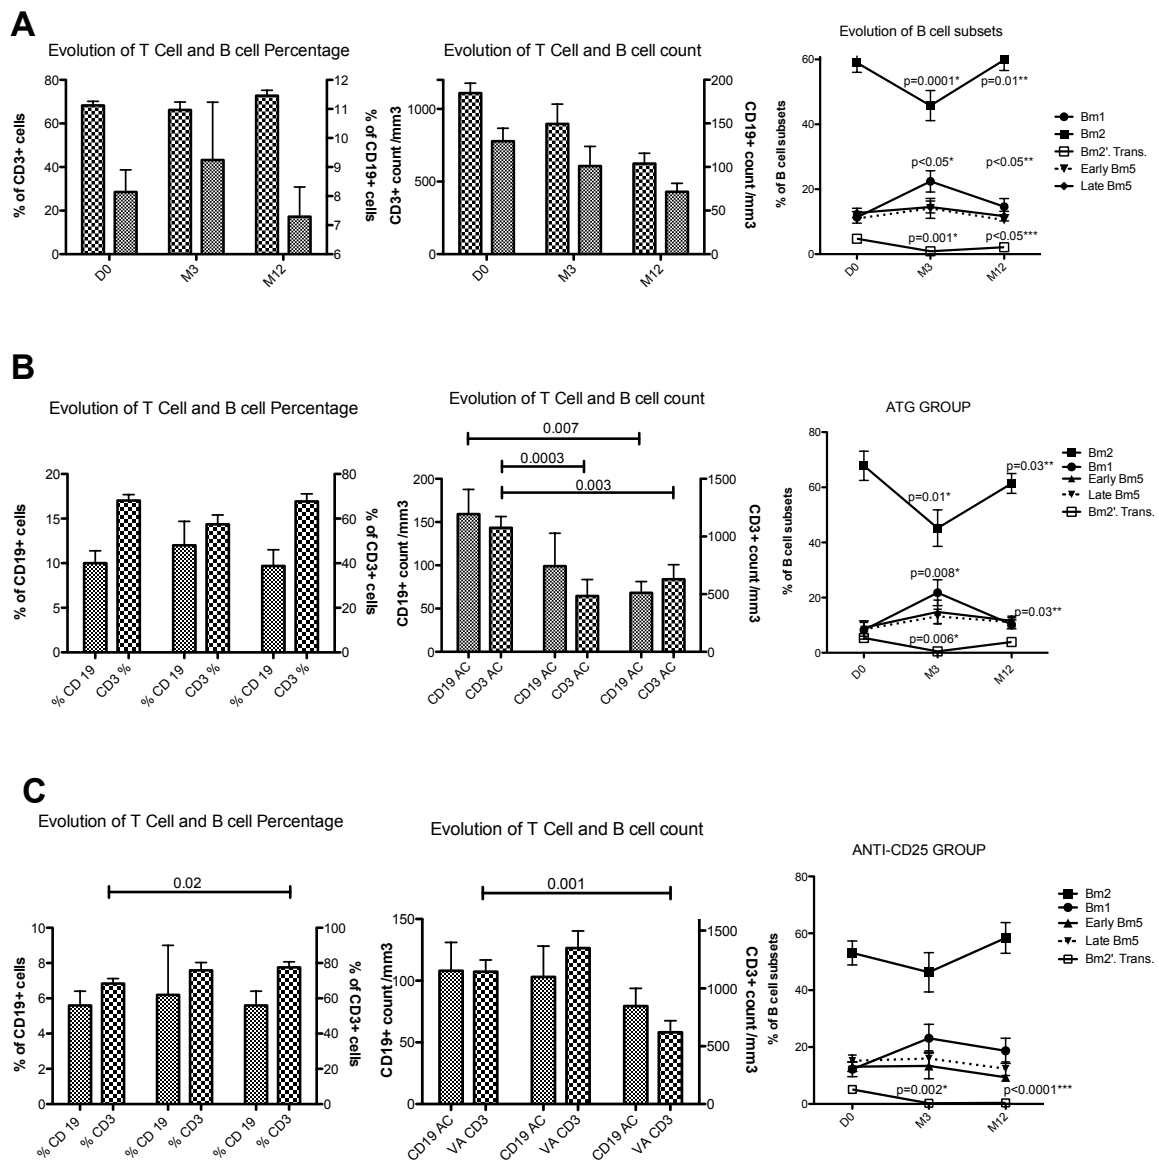 A
Evolution of T Cell and B cell Percentage
% of CD3+ cells
80
60
40
20
0
12
11
10
9
8
7
6
% of CD19+ cells
D0
M3
M12
Evolution of T Cell and B cell count
CD3+ count /mm3
1000
500
0
200
150
100
50
0
CD19+ count /mm3
D0
M3
M12
Evolution of B cell subsets
% of B cell subsets
60
40
20
0
p=0.0001*
p=0.01**
p<0.05*
p<0.05**
p=0.001*
p<0.05***
D0
M3
M12
Bm1
Bm2
Bm2'. Trans.
Early Bm5
Late Bm5
B
Evolution of T Cell and B cell Percentage
% of CD19+ cells
20
15
10
5
0
80
60
40
20
0
% of CD3+ cells
% CD 19
CD3 %
% CD 19
CD3 %
% CD 19
CD3 %
Evolution of T Cell and B cell count
0.007
0.0003
0.003
CD19+ count /mm3
200
150
100
50
0
1500
1000
500
0
CD3+ count /mm3
CD19 AC
CD3 AC
CD19 AC
CD3 AC
CD19 AC
CD3 AC
ATG GROUP
% of B cell subsets
80
60
40
20
0
p=0.01*
p=0.03**
p=0.008*
p=0.03**
p=0.006*
D0
M3
M12
Bm2
Bm1
Early Bm5
Late Bm5
Bm2'. Trans.
C
Evolution of T Cell and B cell Percentage
0.02
% of CD19+ cells
10
8
6
4
2
0
100
80
60
40
20
0
% of CD3+ cells
% CD 19
% CD3
% CD 19
% CD3
% CD 19
% CD3
Evolution of T Cell and B cell count
0.001
CD19+ count /mm3
150
100
50
0
1500
1000
500
0
CD3+ count /mm3
CD19 AC
VA CD3
CD19 AC
VA CD3
CD19 AC
VA CD3
ANTI-CD25 GROUP
% of B cell subsets
80
60
40
20
0
p=0.002*
p<0.0001***
D0
M3
M12
Bm2
Bm1
Early Bm5
Late Bm5
Bm2'. Trans.